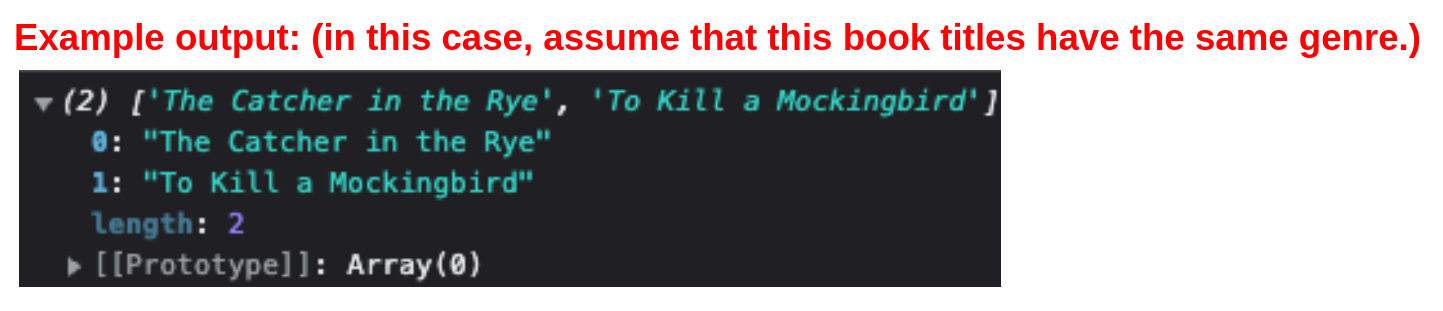 Example output: (in this case, assume that this book titles have the same genre.)
(2) ['The Catcher in the Rye', 'To Kill a Mockingbird']
0: "The Catcher in the Rye"
1: "To Kill a Mockingbird"
length: 2
[[Prototype]]: Array(0)